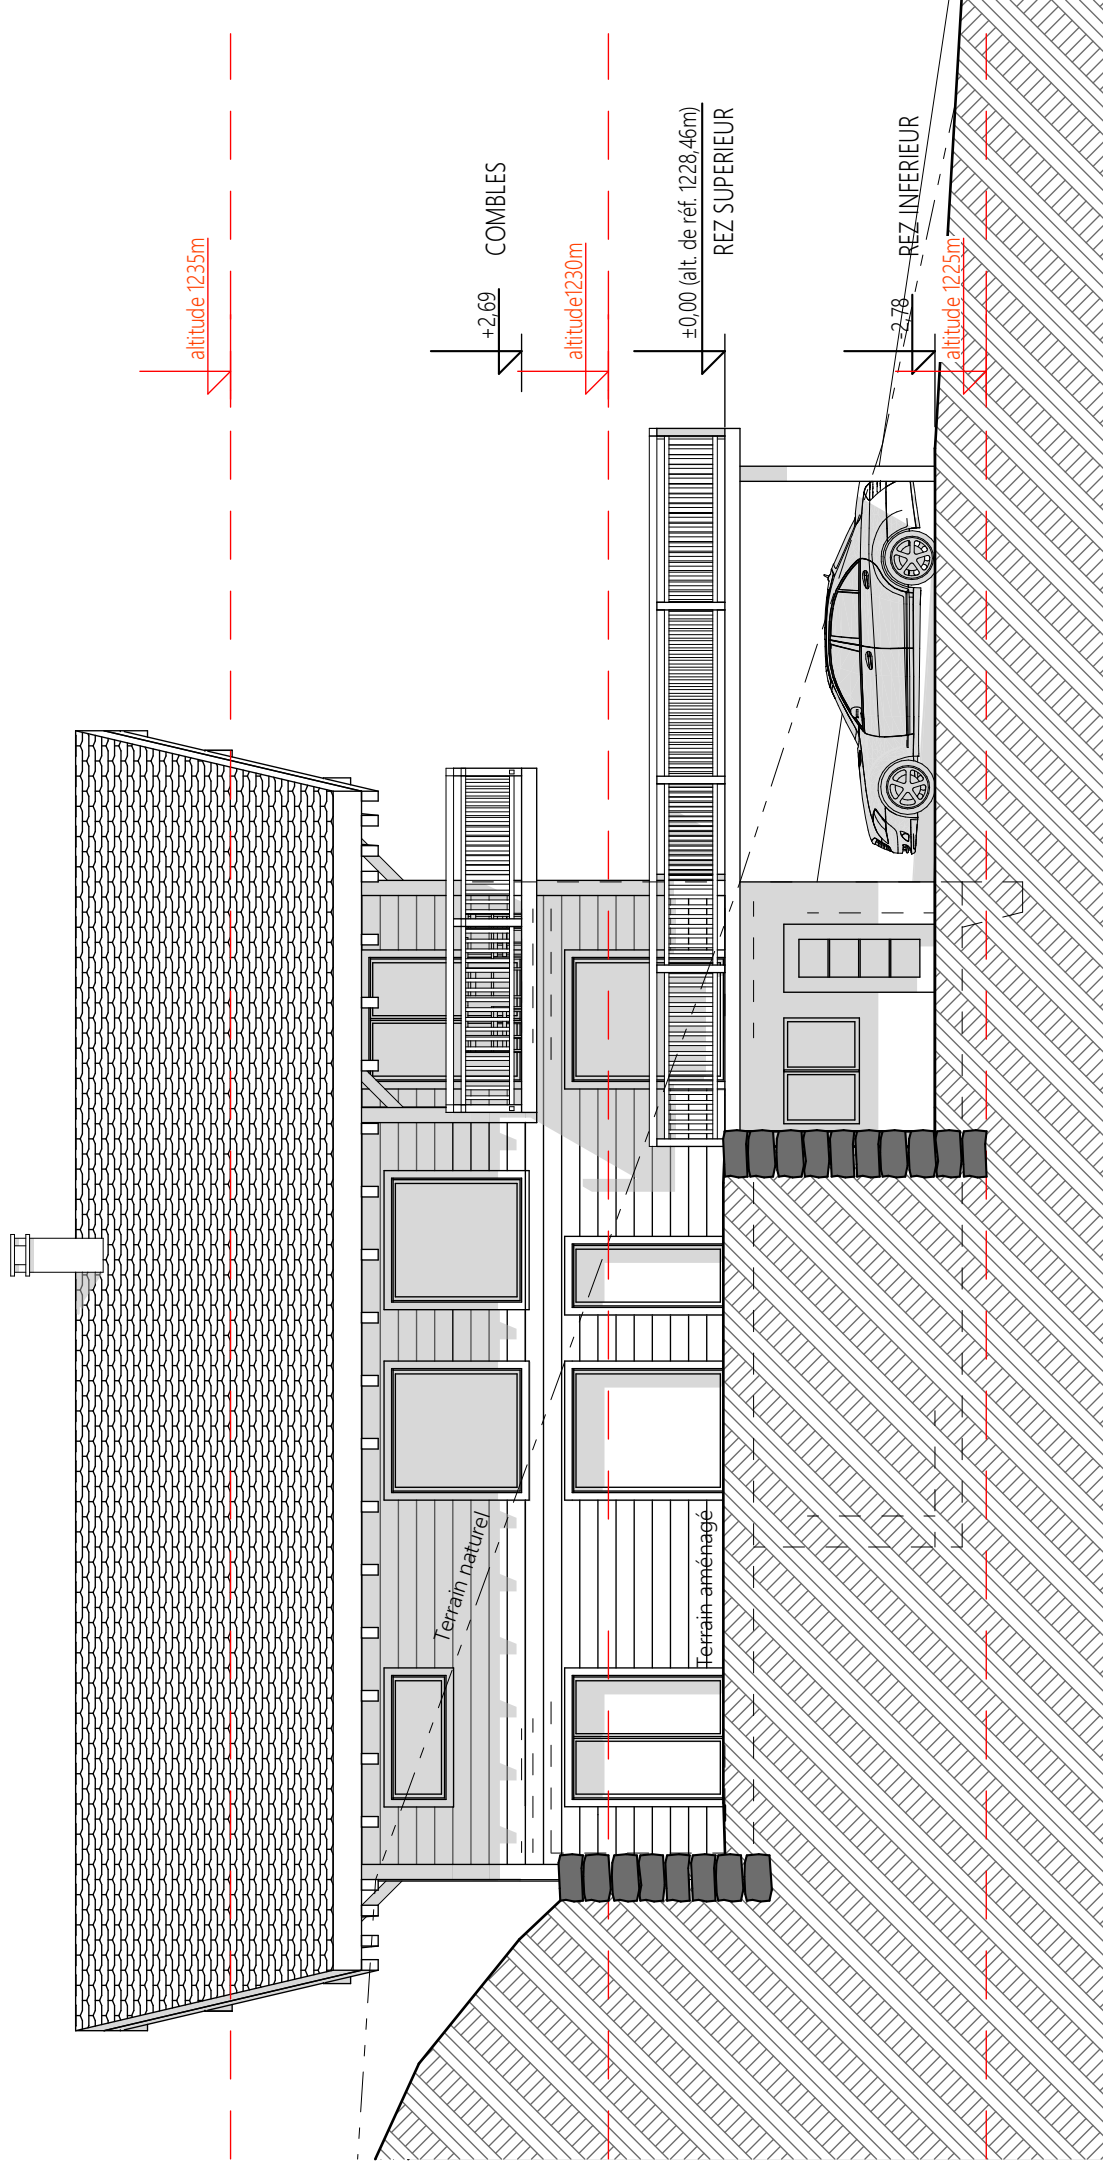 altitude 1235m
+2,69
COMBLES
altitude1230m
±0,00 (alt. de réf. 1228,46m)
REZ SUPERIEUR
-2,78
REZ INFERIEUR
altitude 1225m
Terrain naturel
Terrain aménagé